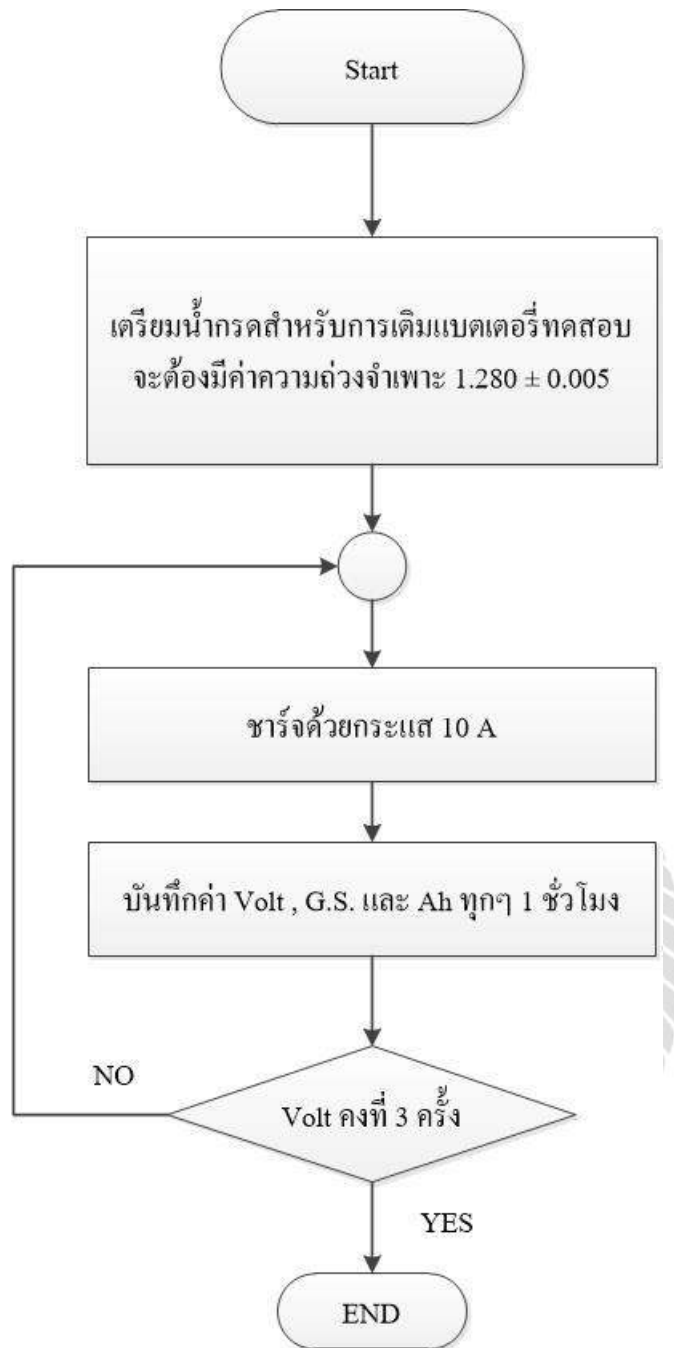 Start
เตรียมน้ำกรดสำหรับการเติมแบตเตอรี่ทดสอบ
จะต้องมีค่าความถ่วงจำเพาะ 1.280 ± 0.005
ชาร์จด้วยกระแส 10 A
บันทึกค่า Volt , G.S. และ Ah ทุกๆ 1 ชั่วโมง
NO
Volt คงที่ 3 ครั้ง
YES
END